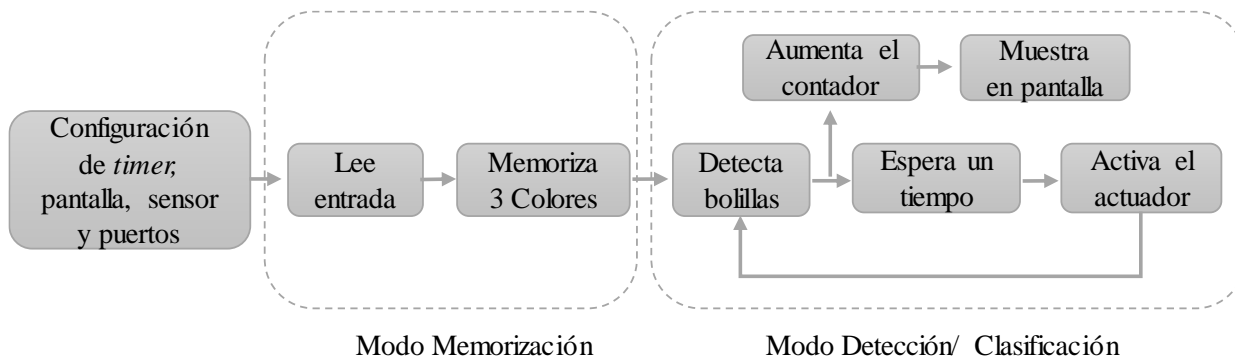 Configuración
de timer,
pantalla, sensor
y puertos
Lee
entrada
Memoriza
3 Colores
Modo Memorización
Aumenta el
contador
Muestra
en pantalla
Detecta
bolillas
Espera un
tiempo
Activa el
actuador
Modo Detección/ Clasificación